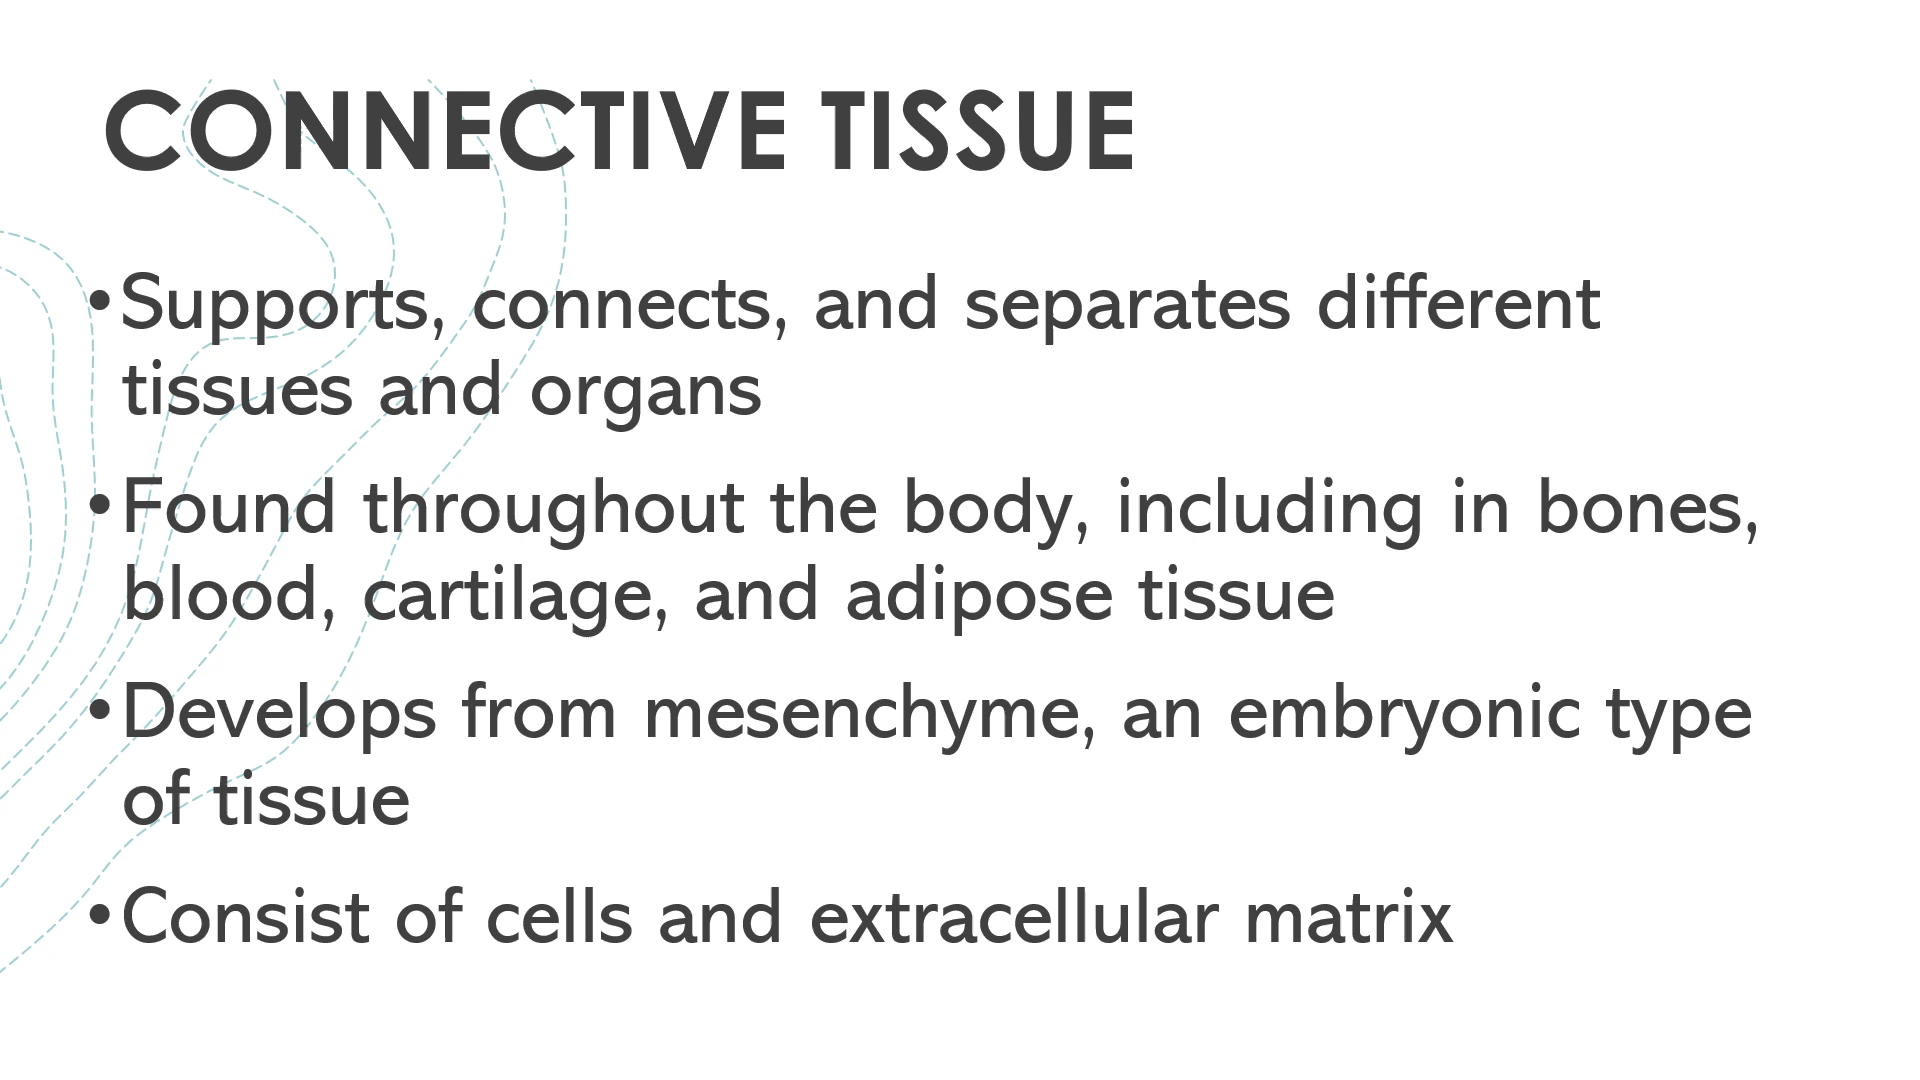 CONNECTIVE TISSUE
•Supports, connects, and separates different
tissues and organs
•Found throughout the body, including in bones,
blood, cartilage, and adipose tissue
•Develops from mesenchyme, an embryonic type
of tissue
•Consist of cells and extracellular matrix